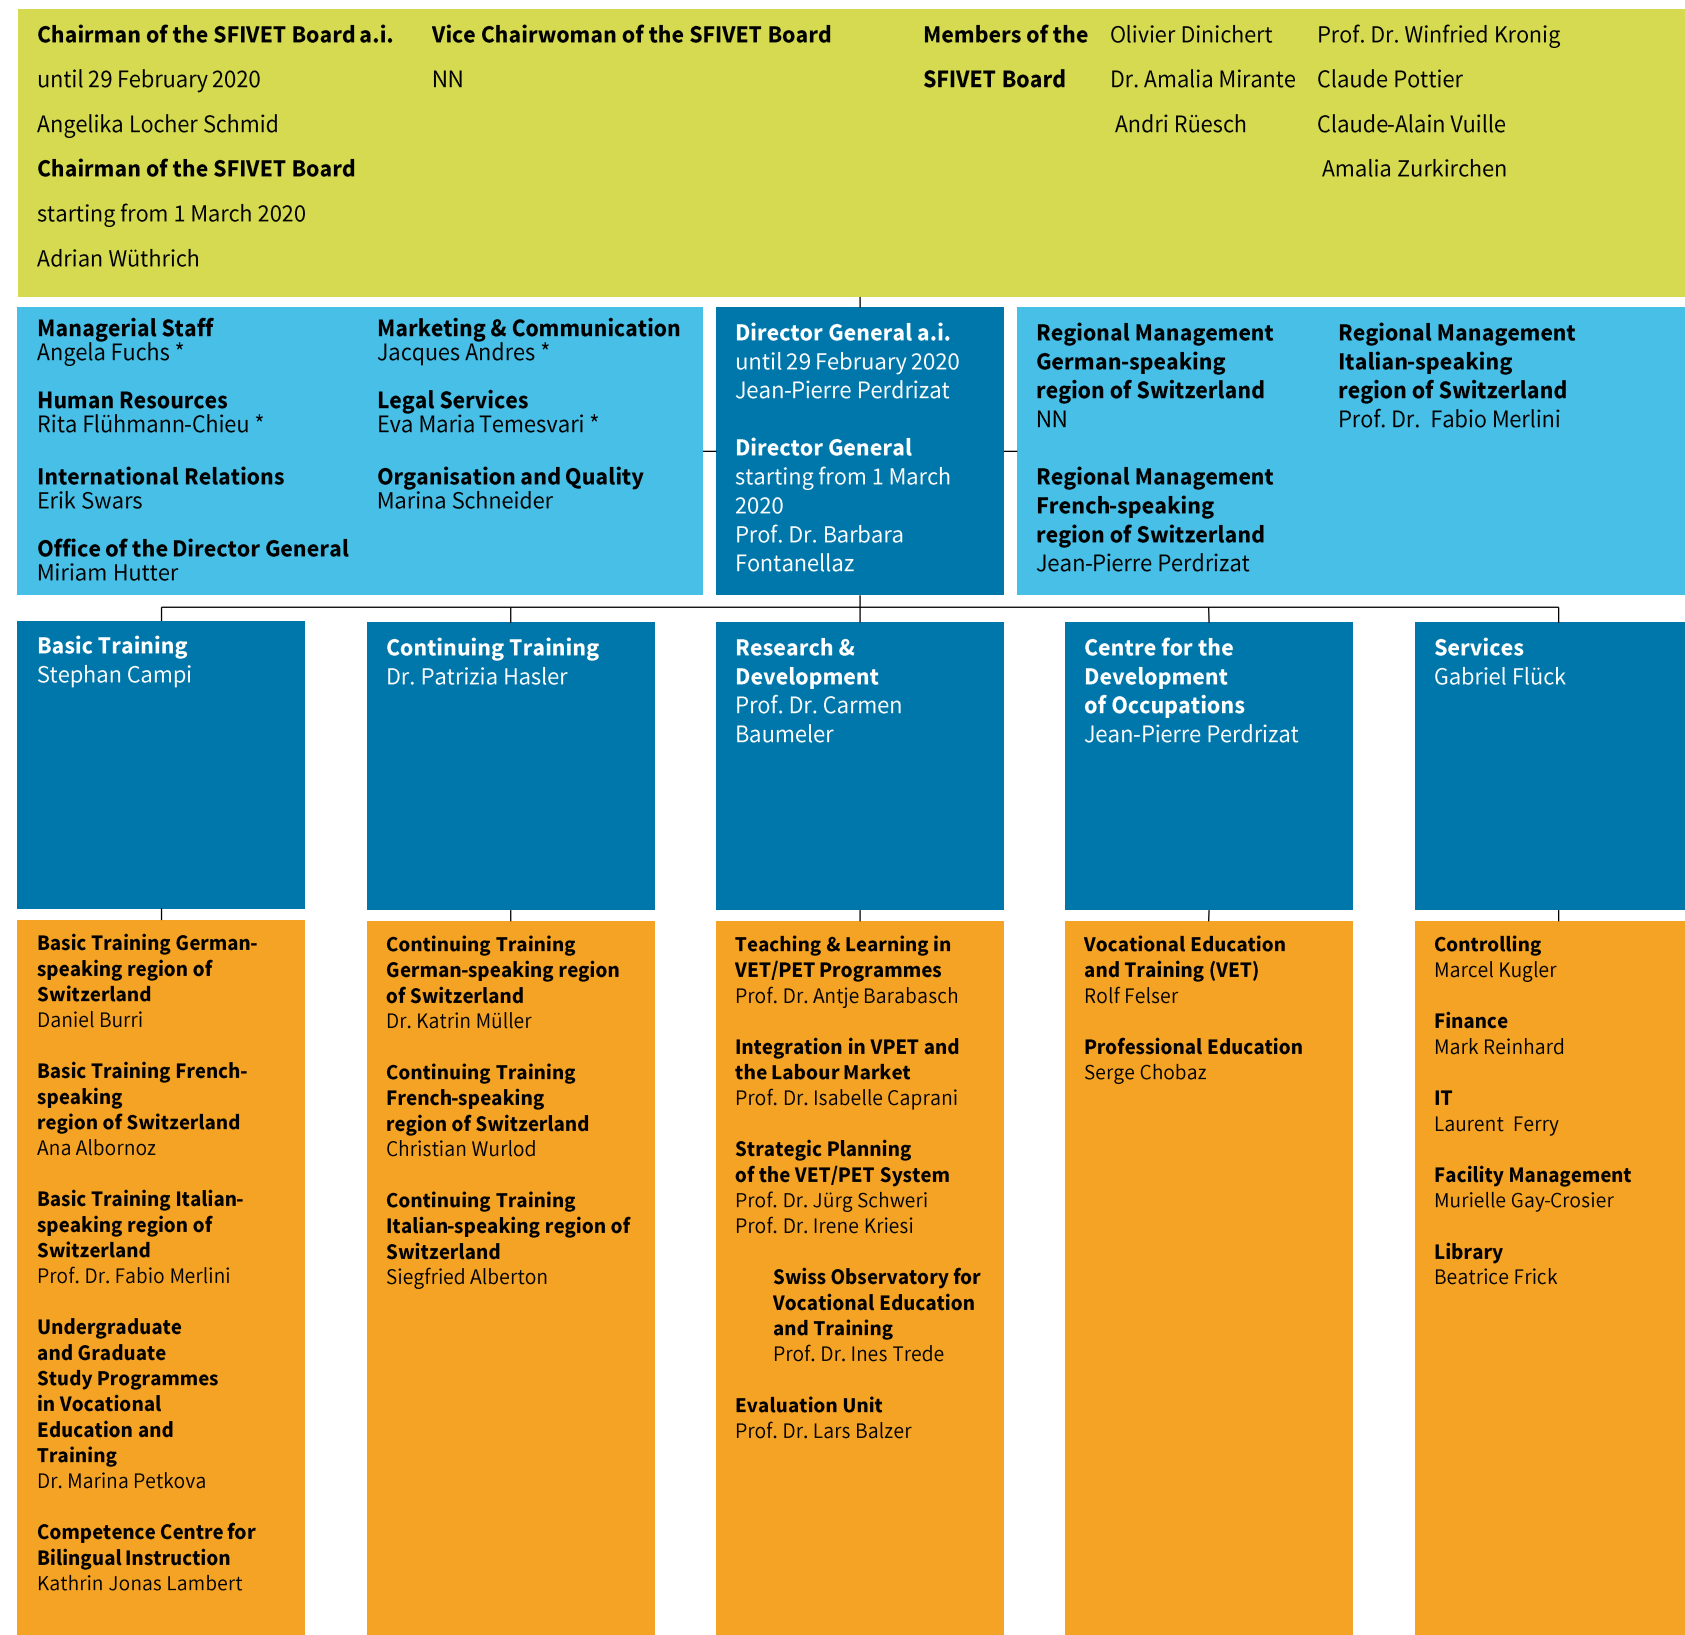 Chairman of the SFIVET Board a.i.
until 29 February 2020
Angelika Locher Schmid
Chairman of the SFIVET Board
starting from 1 March 2020
Adrian Wüthrich
Vice Chairwoman of the SFIVET Board
NN
Members of the
SFIVET Board
Olivier Dinichert
Dr. Amalia Mirante
Andri Rüesch
Prof. Dr. Winfried Kronig
Claude Pottier
Claude-Alain Vuille
Amalia Zurkirchen
Managerial Staff
Angela Fuchs *
Human Resources
Rita Flühmann-Chieu *
International Relations
Erik Swars
Office of the Director General
Miriam Hutter
Marketing & Communication
Jacques Andres *
Legal Services
Eva Maria Temesvari *
Organisation and Quality
Marina Schneider
Director General a.i.
until 29 February 2020
Jean-Pierre Perdrizat
Director General
starting from 1 March
2020
Prof. Dr. Barbara
Fontanellaz
Regional Management
German-speaking
region of Switzerland
NN
Regional Management
French-speaking
region of Switzerland
Jean-Pierre Perdrizat
Regional Management
Italian-speaking
region of Switzerland
Prof. Dr. Fabio Merlini
Basic Training
Stephan Campi
Continuing Training
Dr. Patrizia Hasler
Research &
Development
Prof. Dr. Carmen
Baumeler
Centre for the
Development
of Occupations
Jean-Pierre Perdrizat
Services
Gabriel Flück
Basic Training German-
speaking region of
Switzerland
Daniel Burri
Basic Training French-
speaking
region of Switzerland
Ana Albornoz
Basic Training Italian-
speaking region of
Switzerland
Prof. Dr. Fabio Merlini
Undergraduate
and Graduate
Study Programmes
in Vocational
Education and
Training
Dr. Marina Petkova
Competence Centre for
Bilingual Instruction
Kathrin Jonas Lambert
Continuing Training
German-speaking region
of Switzerland
Dr. Katrin Müller
Continuing Training
French-speaking
region of Switzerland
Christian Wurlod
Continuing Training
Italian-speaking region of
Switzerland
Siegfried Alberton
Teaching & Learning in
VET/PET Programmes
Prof. Dr. Antje Barabasch
Integration in VPET and
the Labour Market
Prof. Dr. Isabelle Caprani
Strategic Planning
of the VET/PET System
Prof. Dr. Jürg Schweri
Prof. Dr. Irene Kriesi
Swiss Observatory for
Vocational Education
and Training
Prof. Dr. Ines Trede
Evaluation Unit
Prof. Dr. Lars Balzer
Vocational Education
and Training (VET)
Rolf Felser
Professional Education
Serge Chobaz
Controlling
Marcel Kugler
Finance
Mark Reinhard
IT
Laurent Ferry
Facility Management
Murielle Gay-Crosier
Library
Beatrice Frick